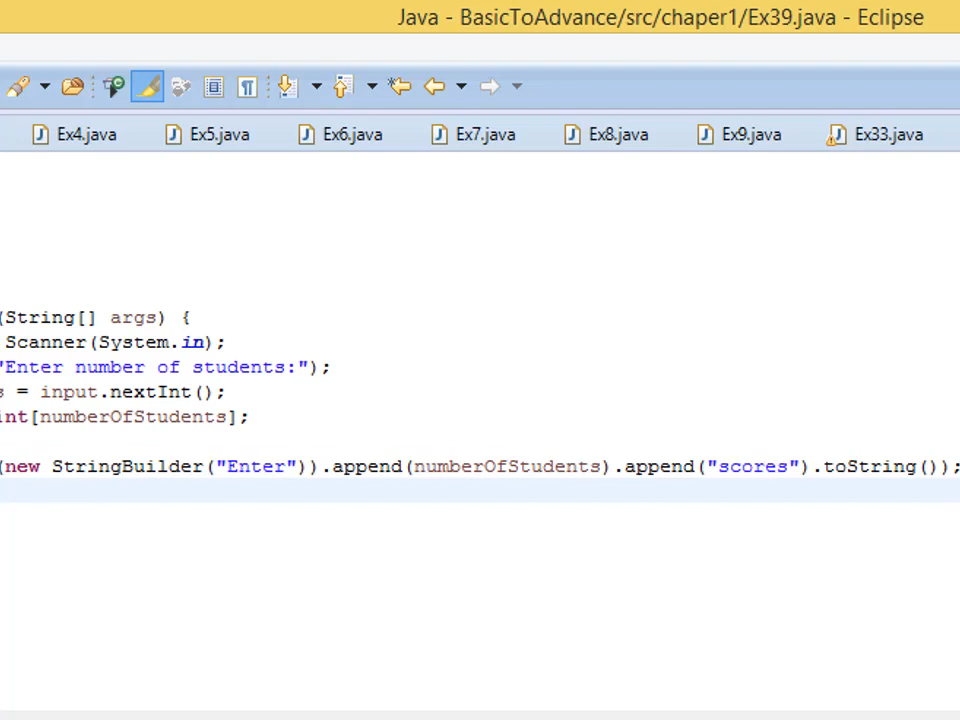 Java - BasicToAdvance/src/chaper1/Ex39.java - Eclipse
Ex4.java Ex5.java Ex6.java Ex7.java Ex8.java Ex9.java Ex33.java
(String[] args) {
Scanner(System.in);
"Enter number of students:");
s = input.nextInt();
int[numberOfStudents];
(new StringBuilder("Enter")).append(numberOfStudents).append("scores").toString());